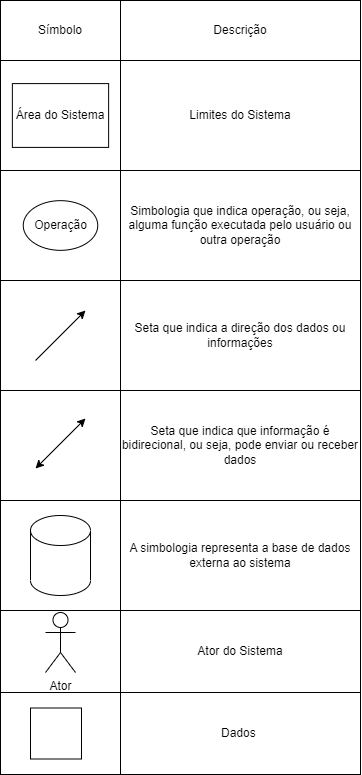 Símbolo
Descrição
Área do Sistema
Limites do Sistema
Operação
Simbologia que indica operação, ou seja,
alguma função executada pelo usuário ou
outra operação
Seta que indica a direção dos dados ou
informações
Seta que indica que informação é
bidirecional, ou seja, pode enviar ou receber
dados
A simbologia representa a base de dados
externa ao sistema
Ator
Ator do Sistema
Dados